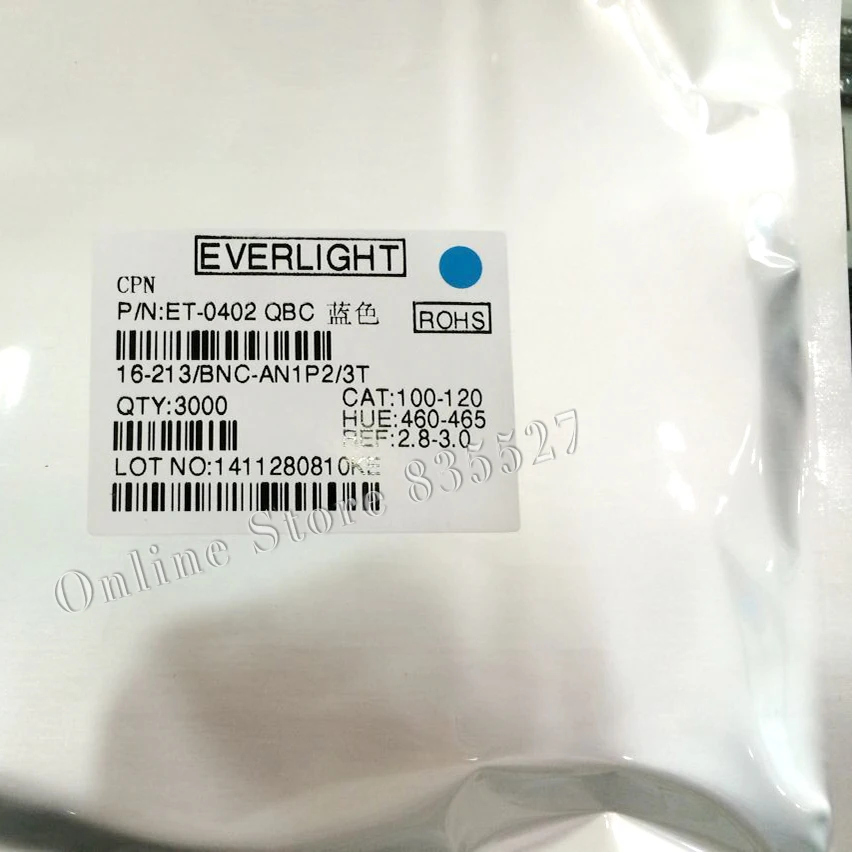 EVERLIGHT
CPN
P/N:ET-0402 QBC 蓝色
ROHS
16-213/BNC-AN1P2/3T
QTY:3000
CAT:100-120
HUE:460-465
REF:2.8-3.0
LOT NO:1411280810KE
Online Store 835527